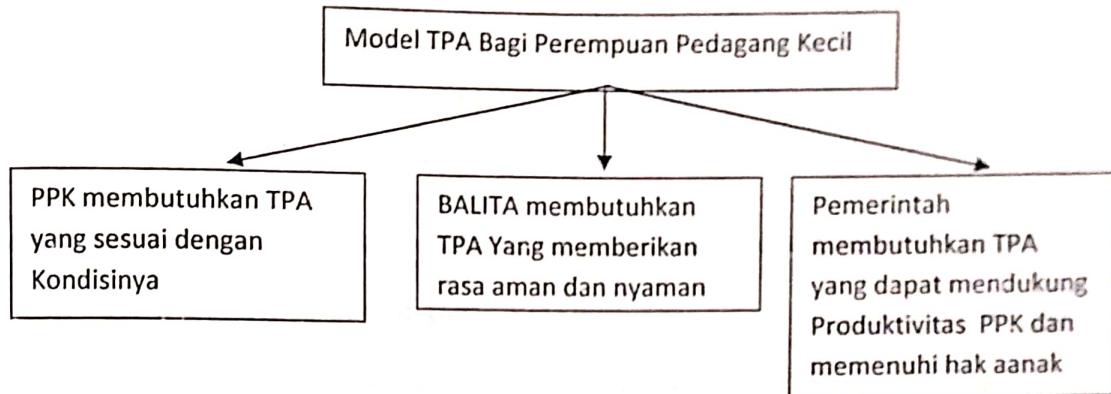 Model TPA Bagi Perempuan Pedagang Kecil
PPK membutuhkan TPA
yang sesuai dengan
Kondisinya
BALITA membutuhkan
TPA Yang memberikan
rasa aman dan nyaman
Pemerintah
membutuhkan TPA
yang dapat mendukung
Produktivitas PPK dan
memenuhi hak aanak